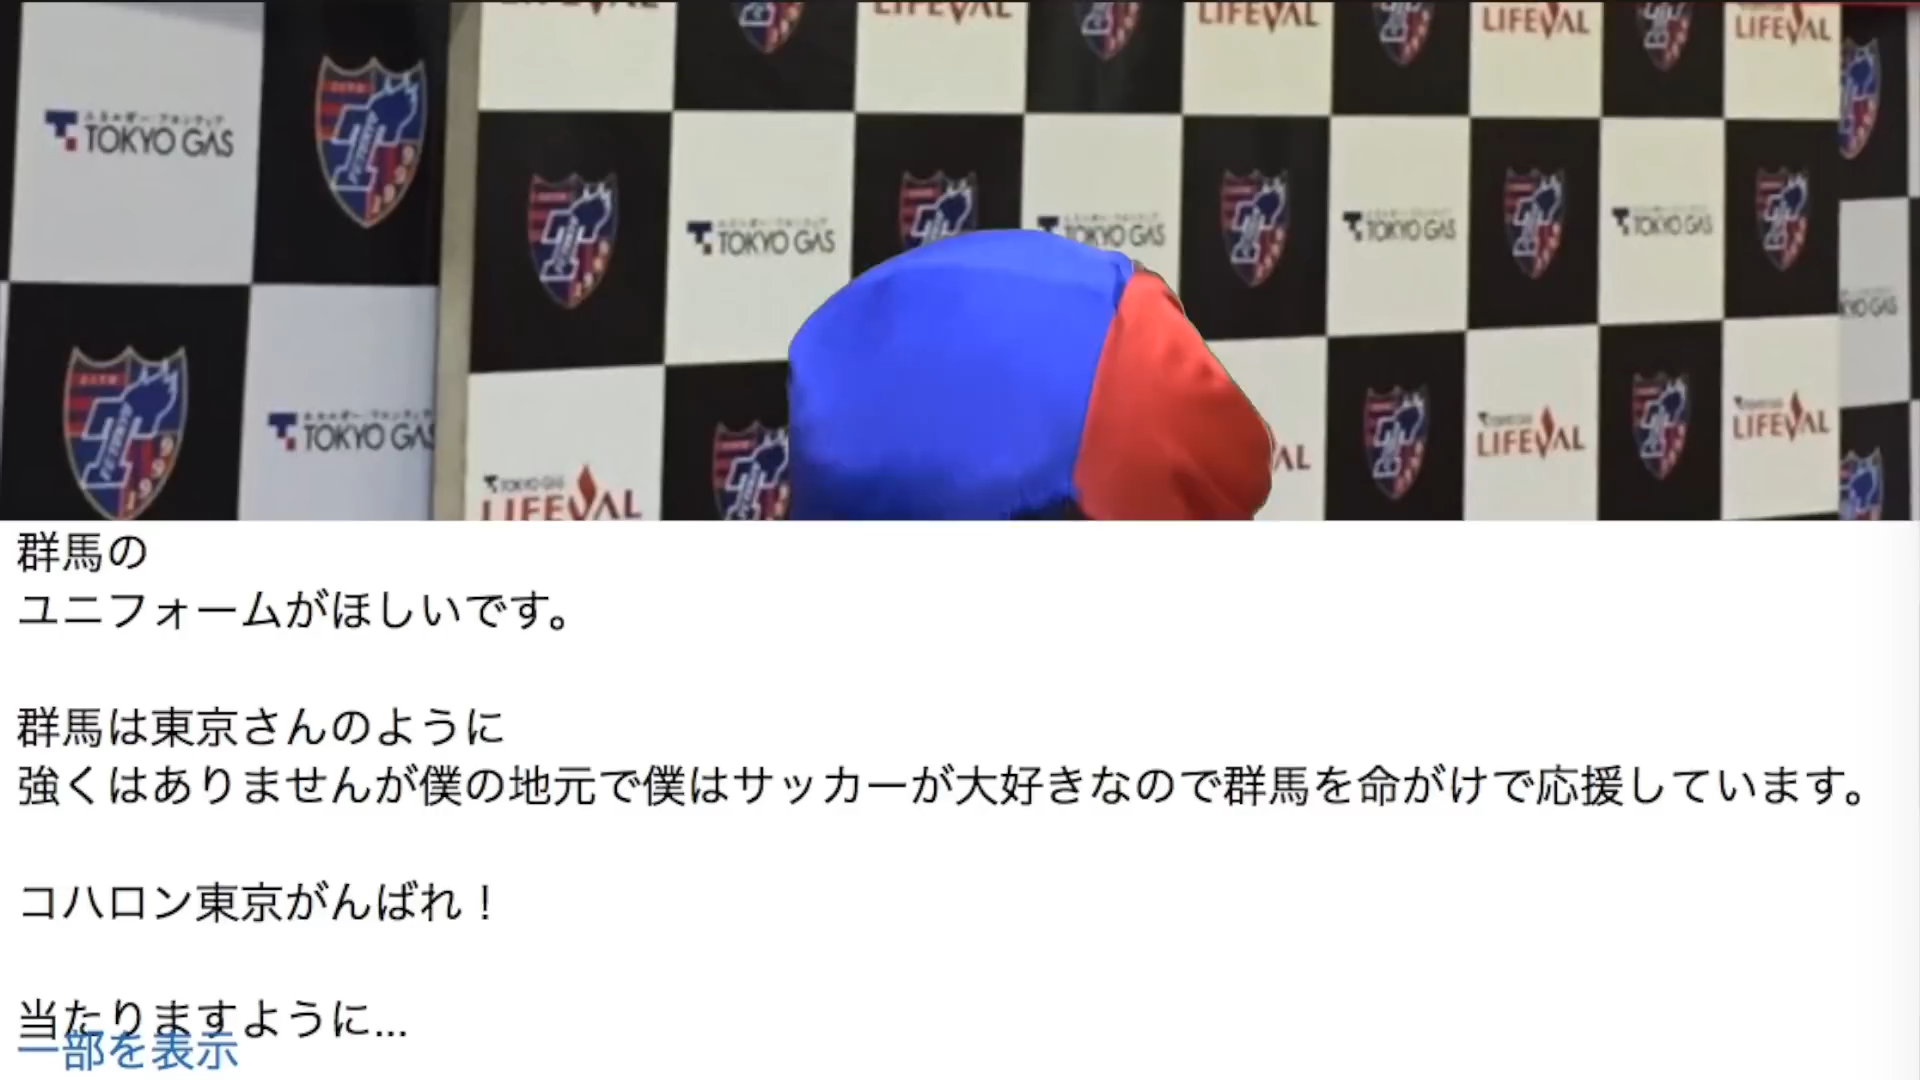 LIFEVAL
LIFEVAL
LIFEVAL
LIFEVAL
TOKYO GAS
TOKYO GAS
TOKYO GAS
TOKYO GAS
TOKYO GAS
TOKYO GAS
TOKYO GAS
LIFEVAL
TOKYO GAS
LIFEVAL
LIFEVAL
群馬の
ユニフォームがほしいです。
群馬は東京さんのように
強くはありませんが僕の地元で僕はサッカーが大好きなので群馬を命がけで応援しています。
コハロン東京がんばれ！
当たりますように...
一部を表示